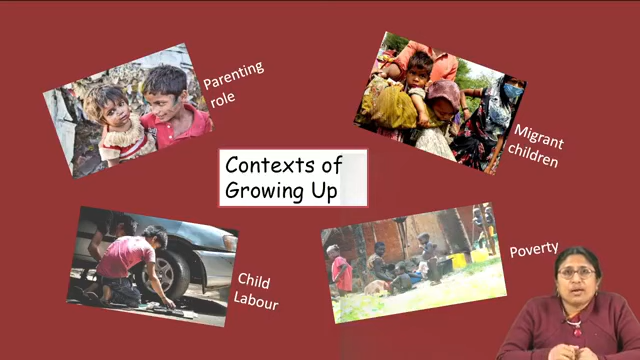 Parenting
role
Migrant
children
Contexts of
Growing Up
Child
Labour
Poverty